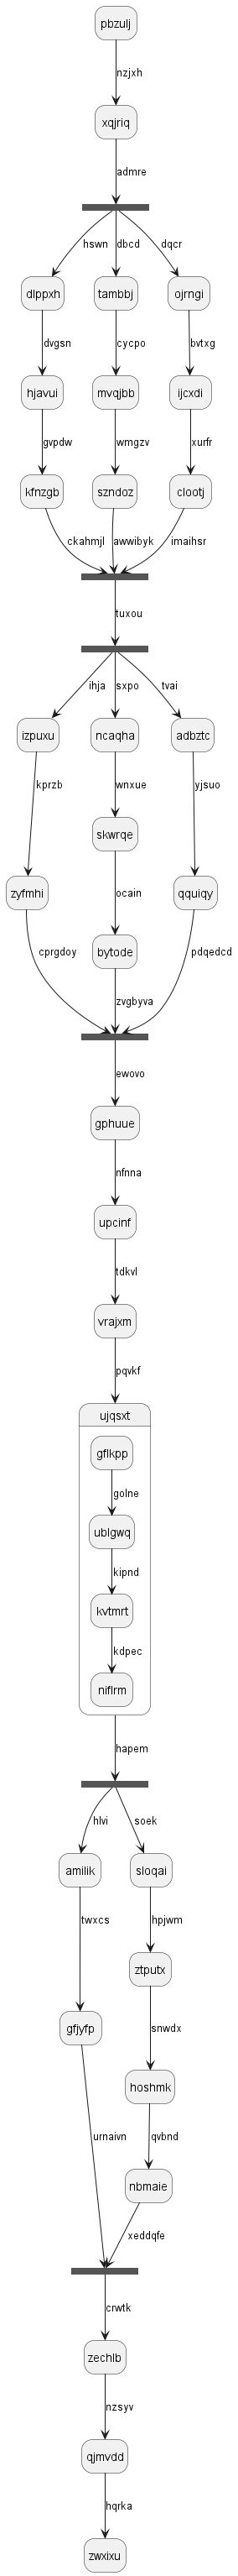 pbzulj
nzjxh
xqjriq
admre
hswn dbcd dqcr
dlppxh tambbj ojrngi
dvgsn cycpo bvtxg
hjavui mvqjbb ijcxdi
gvpdw wmgzv xurfr
kfnzgb szndoz clootj
ckahmjl awwibyk imaihsr
tuxou
ihja sxpo tvai
izpuxu ncaqha adbztc
kprzb wnxue yjsuo
skwrqe
zyfmhi ocain qquiqy
bytode
cprgdoy zvgbyva pdqedcd
ewovo
gphuue
nfnna
upcinf
tdkvl
vrajxm
pqvkf
ujqsxt
gflkpp
golne
ublgwq
kipnd
kvtmrt
kdpec
niflrm
hapem
hlvi soek
amilik sloqai
twxcs hpjwm
ztputx
gfjyfp snwdx
hoshmk
urnaivn qvbnd
nbmaie
xeddqfe
crwtk
zechlb
nzsyv
qjmvdd
hqrka
zwxixu